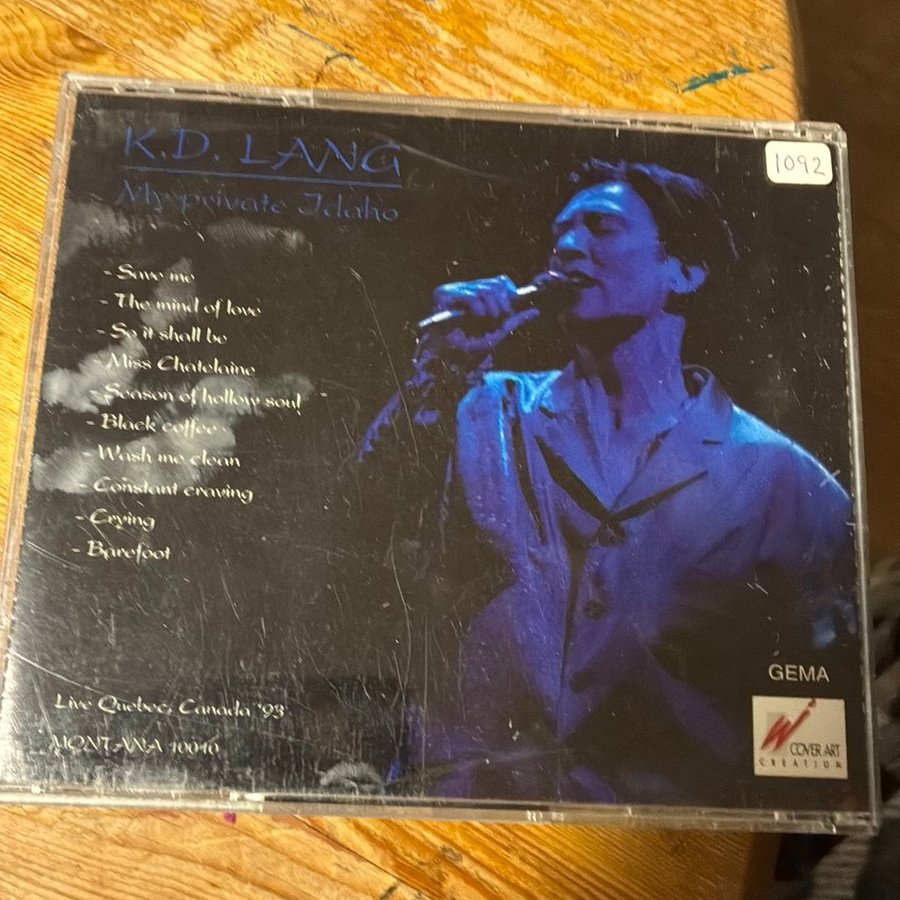 K.D. LANG
My private Idaho
1092
- Save me
- The mind of love
- So it shall be
- Miss Chatelaine
- Season of hollow soul
- Black coffee
- Wash me clean
- Constant craving
- Crying
- Barefoot
Live Quebec, Canada '93
MONTANA 10040
GEMA
COVER ART
CREATION